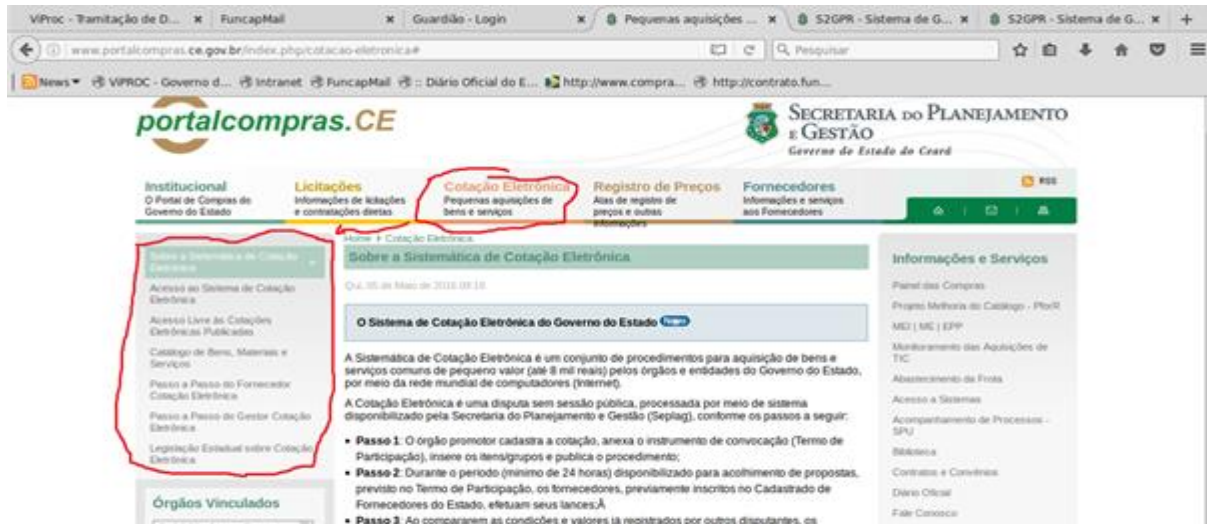 ViProc - Tramitação de D...
FuncapMail
Guardião - Login
Pequenas aquisições ...
S2GPR - Sistema de G...
S2GPR - Sistema de G...
www.portalcompras.ce.gov.br/index.php/cotacao-eletronica#
Pesquisar
News
ViPROC - Governo d...
Intranet
FuncapMail
:: Diário Oficial do E...
http://www.compra...
http://contrato.fun...
portalcompras.CE
SECRETARIA DO PLANEJAMENTO
E GESTÃO
Governo do Estado do Ceará
Institucional
O Portal de Compras do
Governo do Estado
Licitações
Informações de licitações
e contratações diretas
Cotação Eletrônica
Pequenas aquisições de
bens e serviços
Registro de Preços
Atas de registro de
preços e outras
informações
Fornecedores
Informações e serviços
aos Fornecedores
RSS
Sobre a Sistemática de Cotação
Eletrônica
Acesso ao Sistema de Cotação
Eletrônica
Acesso Livre às Cotações
Eletrônicas Publicadas
Catálogo de Bens, Materiais e
Serviços
Passo a Passo do Fornecedor
Cotação Eletrônica
Passo a Passo do Gestor Cotação
Eletrônica
Legislação Estadual sobre Cotação
Eletrônica
Órgãos Vinculados
Home Cotação Eletrônica
Sobre a Sistemática de Cotação Eletrônica
Qui, 05 de Maio de 2016
O Sistema de Cotação Eletrônica do Governo do Estado
A Sistemática de Cotação Eletrônica é um conjunto de procedimentos para aquisição de bens e
serviços comuns de pequeno valor (até 8 mil reais) pelos órgãos e entidades do Governo do Estado,
por meio da rede mundial de computadores (Internet).
A Cotação Eletrônica é uma disputa sem sessão pública, processada por meio de sistema
disponibilizado pela Secretaria do Planejamento e Gestão (Seplag), conforme os passos a seguir:
• Passo 1: O órgão promotor cadastra a cotação, anexa o instrumento de convocação (Termo de
Participação), insere os itens/grupos e publica o procedimento;
• Passo 2: Durante o período (mínimo de 24 horas) disponibilizado para acolhimento de propostas,
previsto no Termo de Participação, os fornecedores, previamente inscritos no Cadastrado de
Fornecedores do Estado, efetuam seus lances;Â
• Passo 3: Ao compararem as condições e valores já registrados por outros disputantes, os
Informações e Serviços
Painel das Compras
Projeto Melhoria do Catálogo - PforR
MEI | ME | EPP
Monitoramento das Aquisições de
TIC
Abastecimento da Frota
Acesso a Sistemas
Acompanhamento de Processos -
SPU
Biblioteca
Contratos e Convênios
Diário Oficial
Fale Conosco